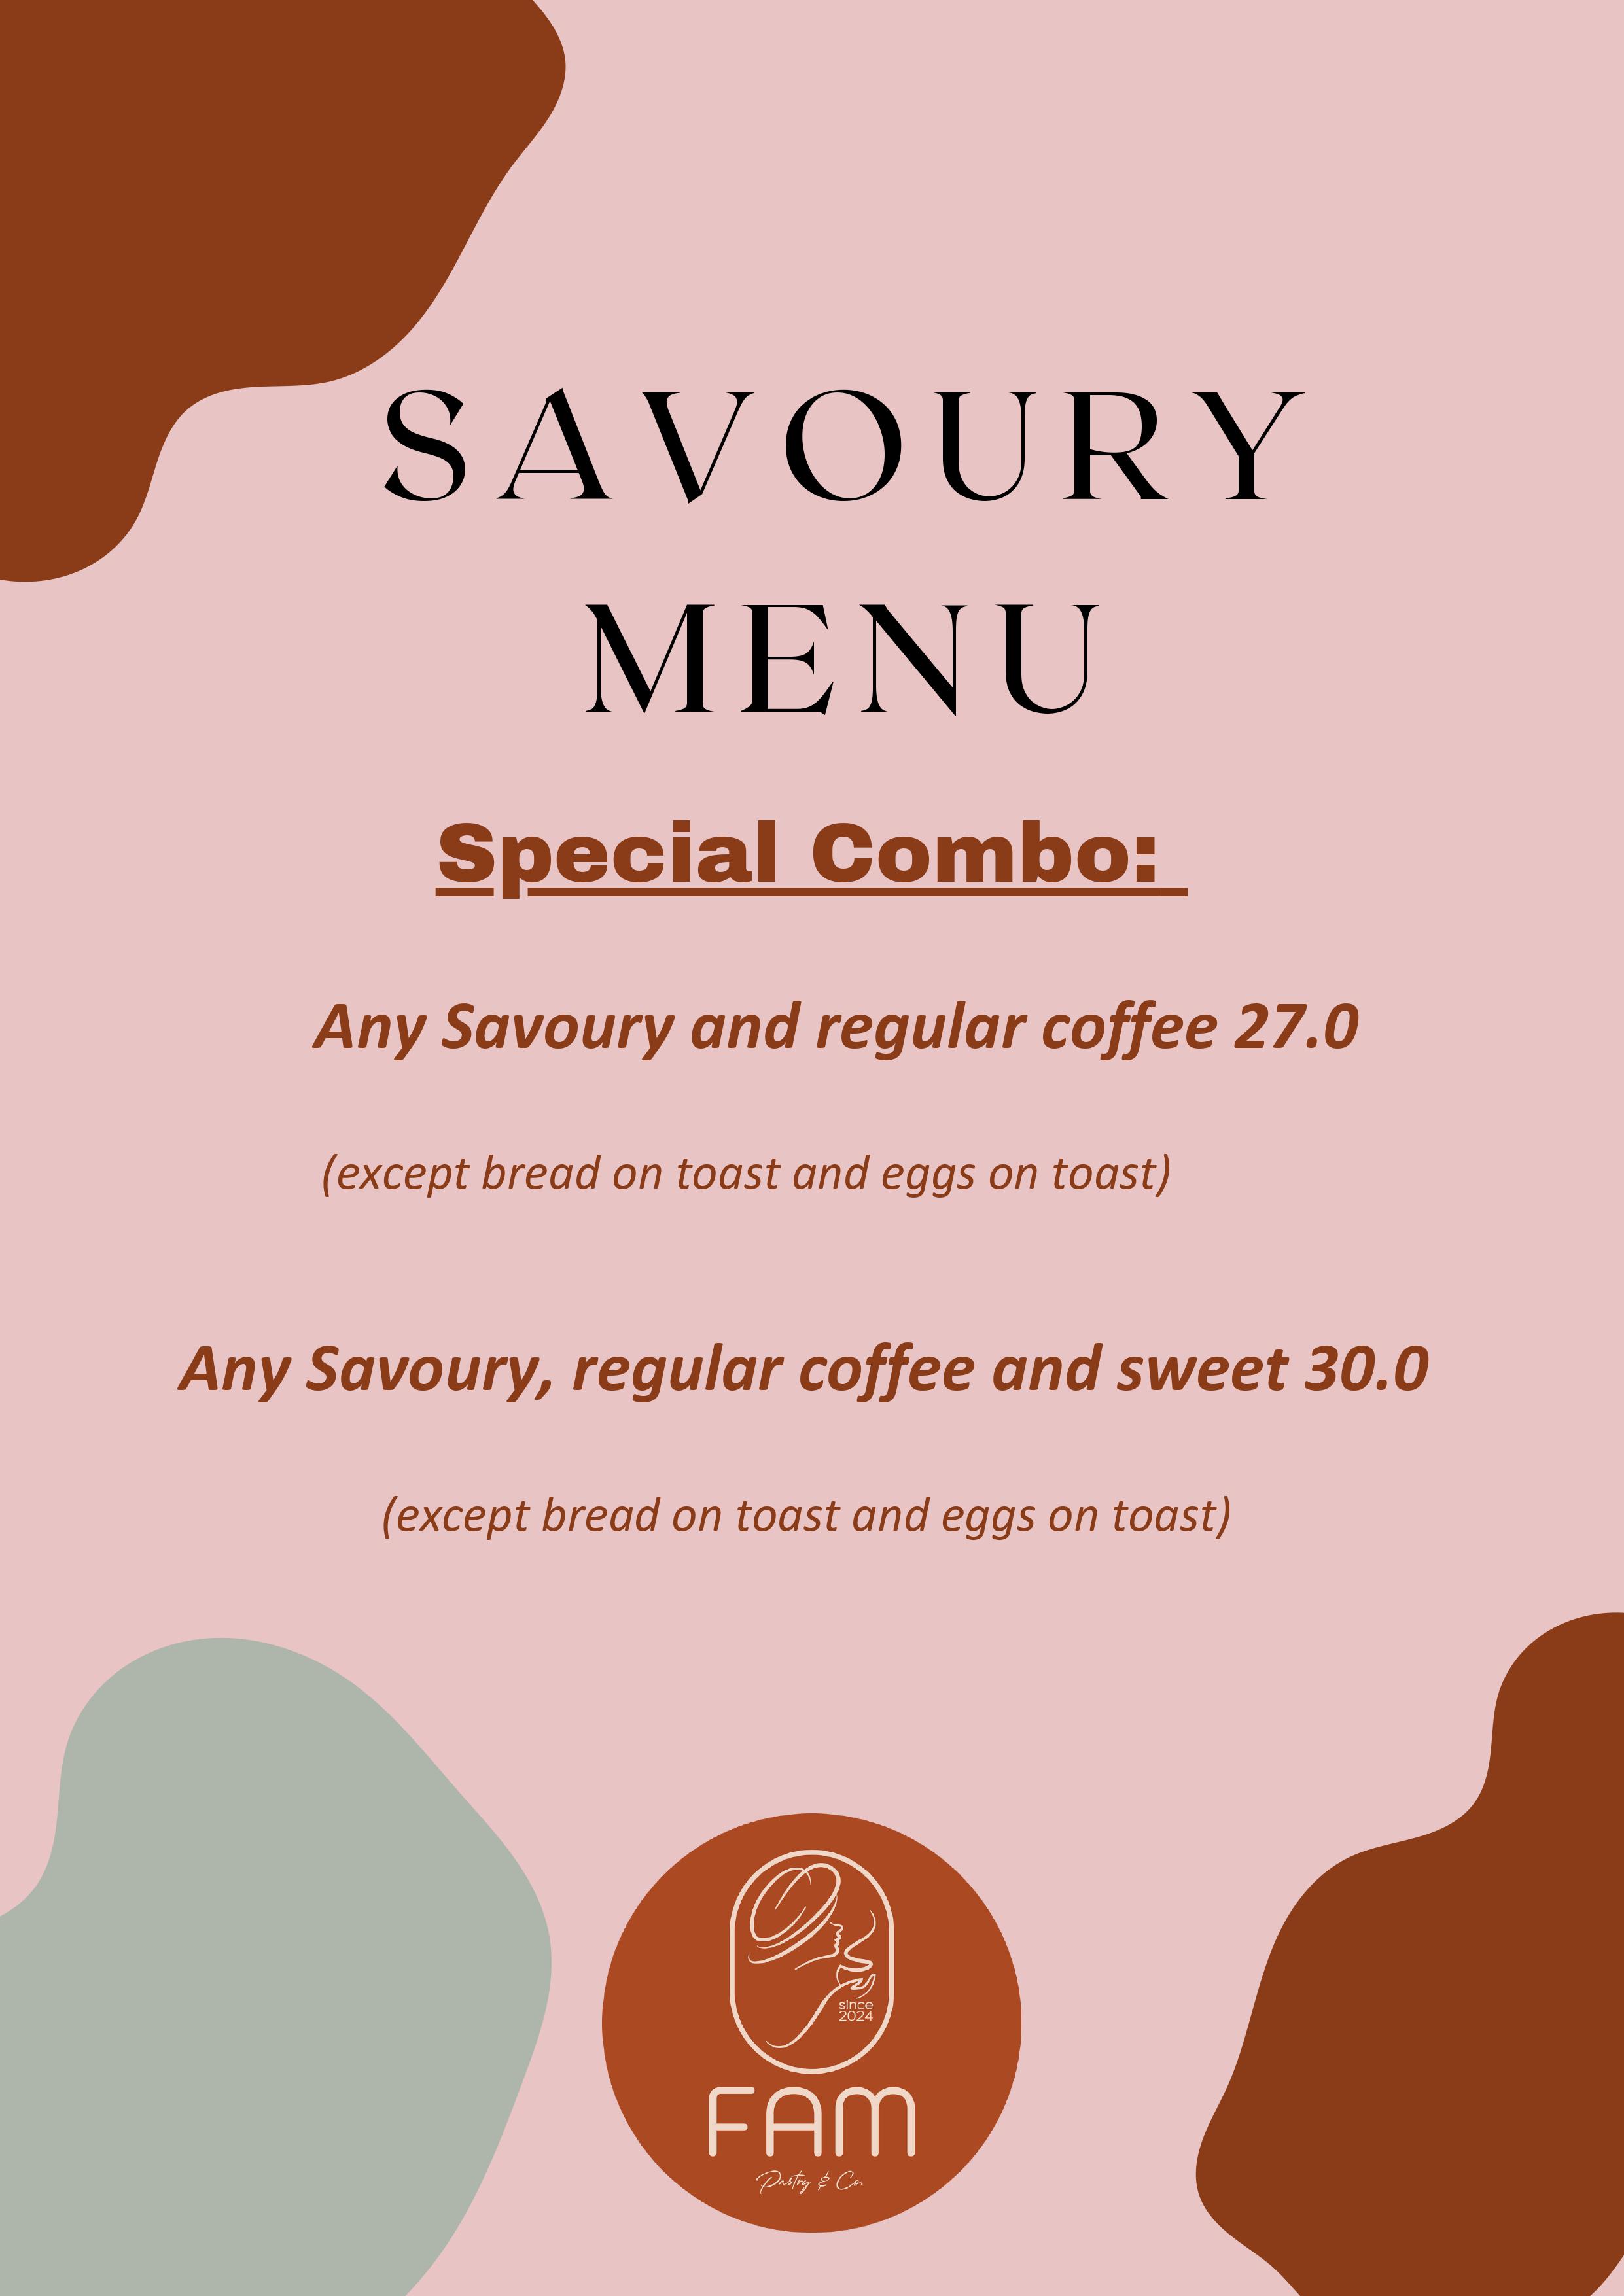 SAVOURY
MENU
Special Combo:
Any Savoury and regular coffee 27.0
(except bread on toast and eggs on toast)
Any Savoury, regular coffee and sweet 30.0
(except bread on toast and eggs on toast)
since
2024
FAM
Pastry & Co.